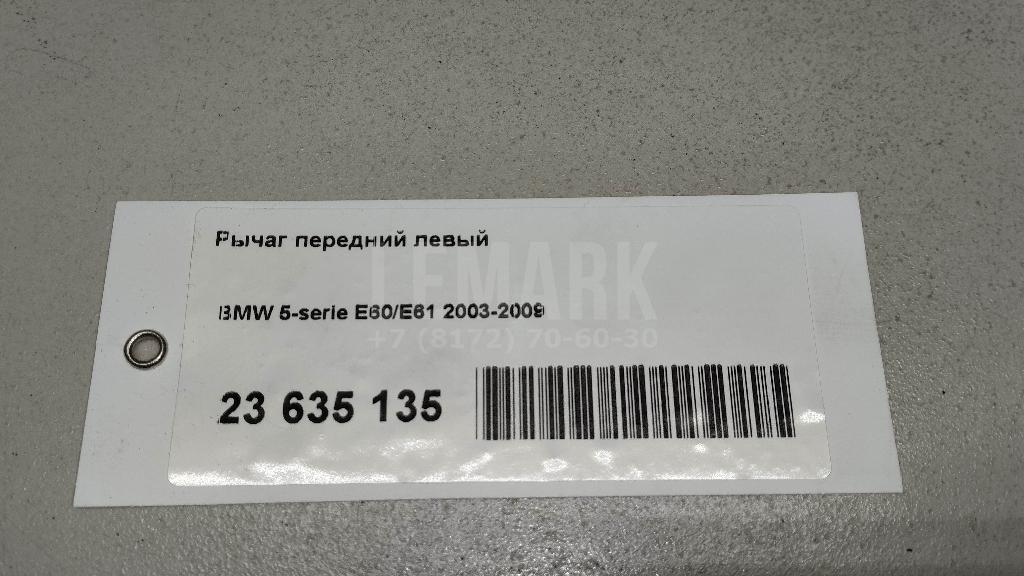 Рычаг передний левый
LEMARK
BMW 5-serie E60/E61 2003-2009
+7 (8172) 70-60-30
23 635 135